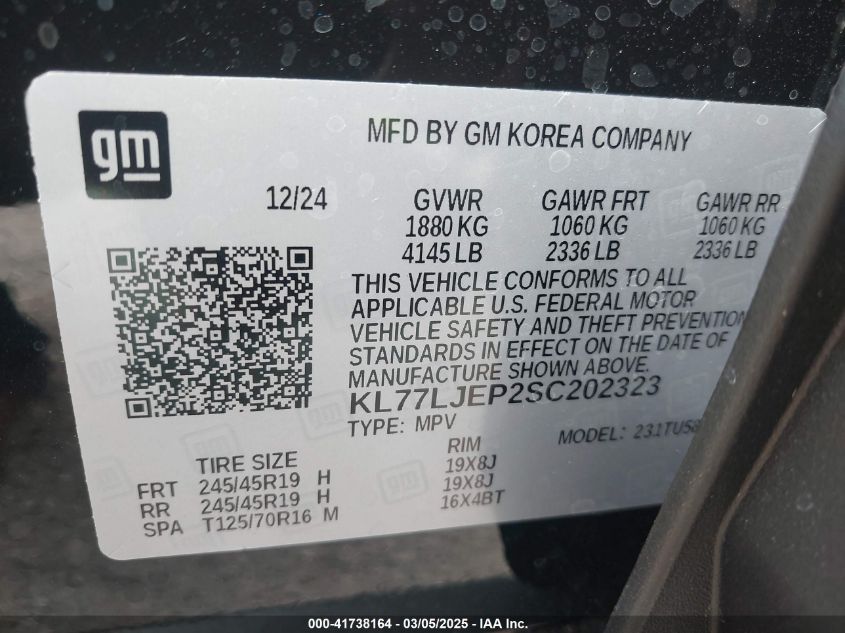 gm
MFD BY GM KOREA COMPANY
12/24 GVWR GAWR FRT GAWR RR
1880 KG 1060 KG 1060 KG
4145 LB 2336 LB 2336 LB
THIS VEHICLE CONFORMS TO ALL
APPLICABLE U.S. FEDERAL MOTOR
VEHICLE SAFETY AND THEFT PREVENTION
STANDARDS IN EFFECT ON THE DATE OF
MANUFACTURE SHOWN ABOVE.
KL77LJEP2SC202323
TYPE: MPV MODEL: 231TU58
TIRE SIZE RIM
FRT 245/45R19 H 19X8J
RR 245/45R19 H 19X8J
SPA T125/70R16 M 16X4BT
000-41738164 - 03/05/2025 - IAA Inc.